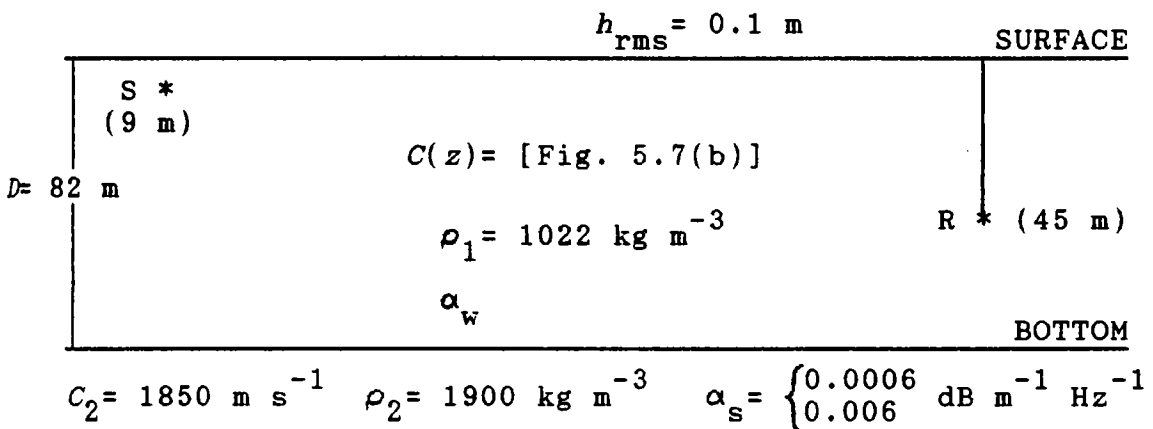 h_rms = 0.1 m
SURFACE
S *
(9 m)
C(z)= [Fig. 5.7(b)]
D= 82 m
ρ_1= 1022 kg m^-3
R * (45 m)
α_w
BOTTOM
C_2= 1850 m s^-1 ρ_2= 1900 kg m^-3 α_s= {0.0006 0.006 dB m^-1 Hz^-1